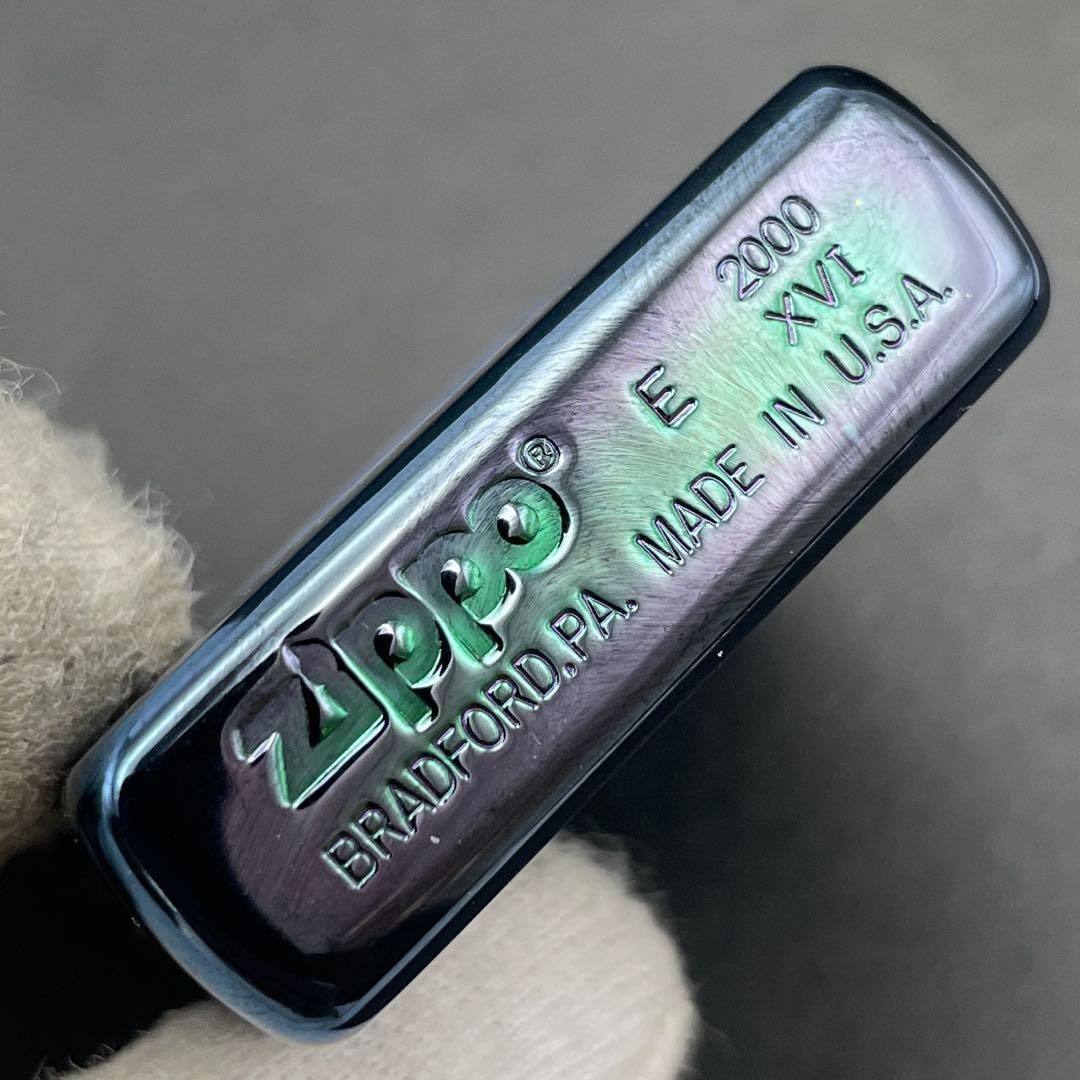 2000
E XVI
Zippo®
BRADFORD,PA. MADE IN U.S.A.